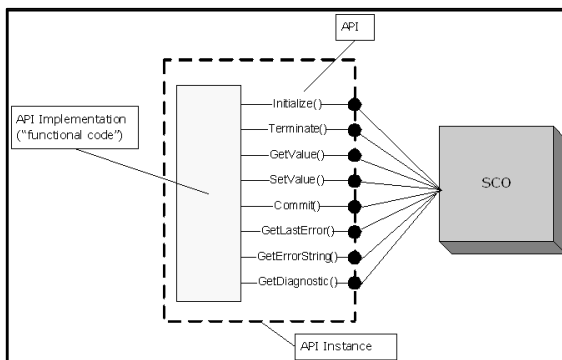 API
Initialize()
Terminate()
GetValue()
SetValue()
Commit()
GetLastError()
GetErrorString()
GetDiagnostic()
API Implementation
("functional code")
SCO
API Instance